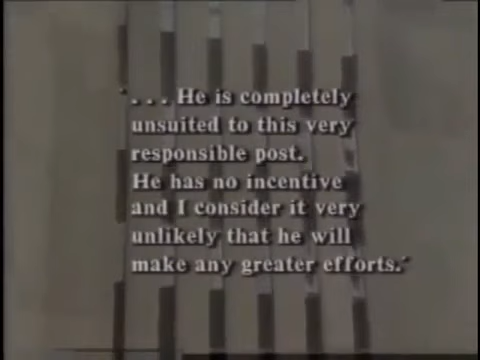 ". . . He is completely
unsuited to this very
responsible post.
He has no incentive
and I consider it very
unlikely that he will
make any greater efforts."